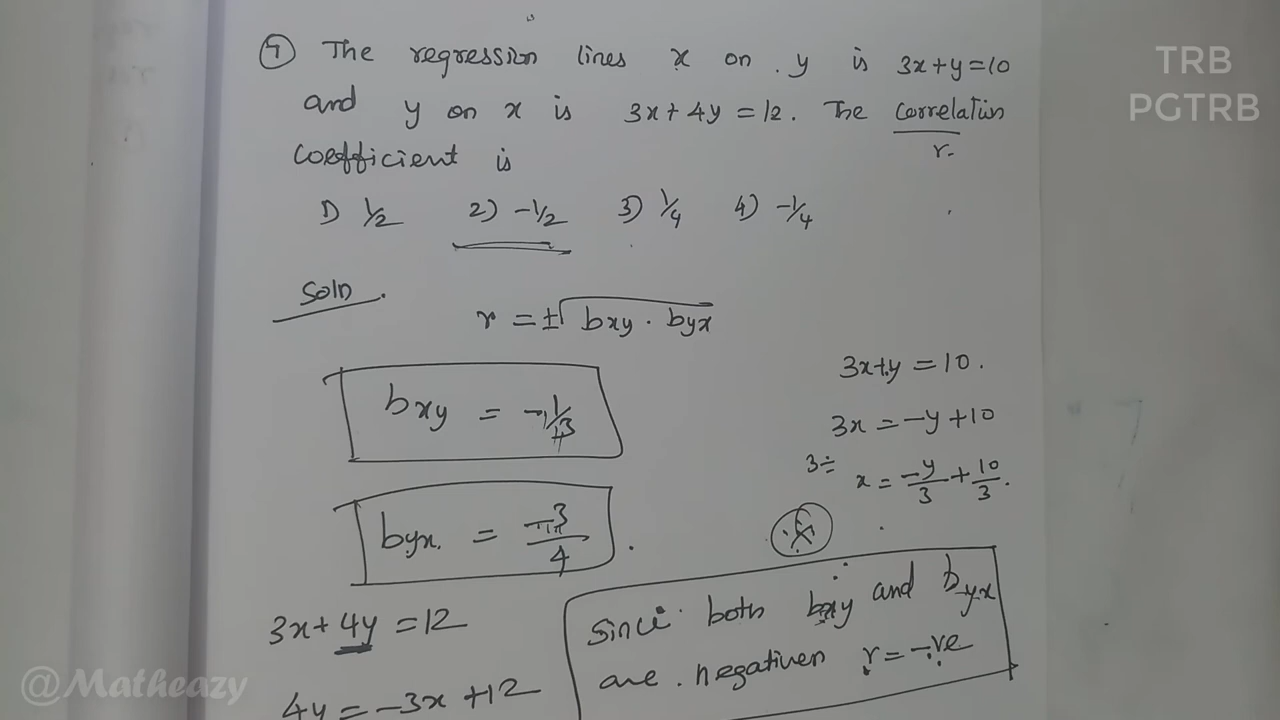 7 The regression lines x on y is 3x+y=10
and y on x is 3x+4y=12. The correlation
coefficient is r.
1) 1/2 2) -1/2 3) 1/4 4) -1/4
Soln.
r = ±√bxy · byx
bxy = -1/3
byx = -3/4
3x+4y=12
4y=-3x+12
3x+y=10.
3x=-y+10
3÷ x = -y/3 + 10/3.
Since both bxy and byx
are negative r=-ve
TRB
PGTRB
@Matheazy